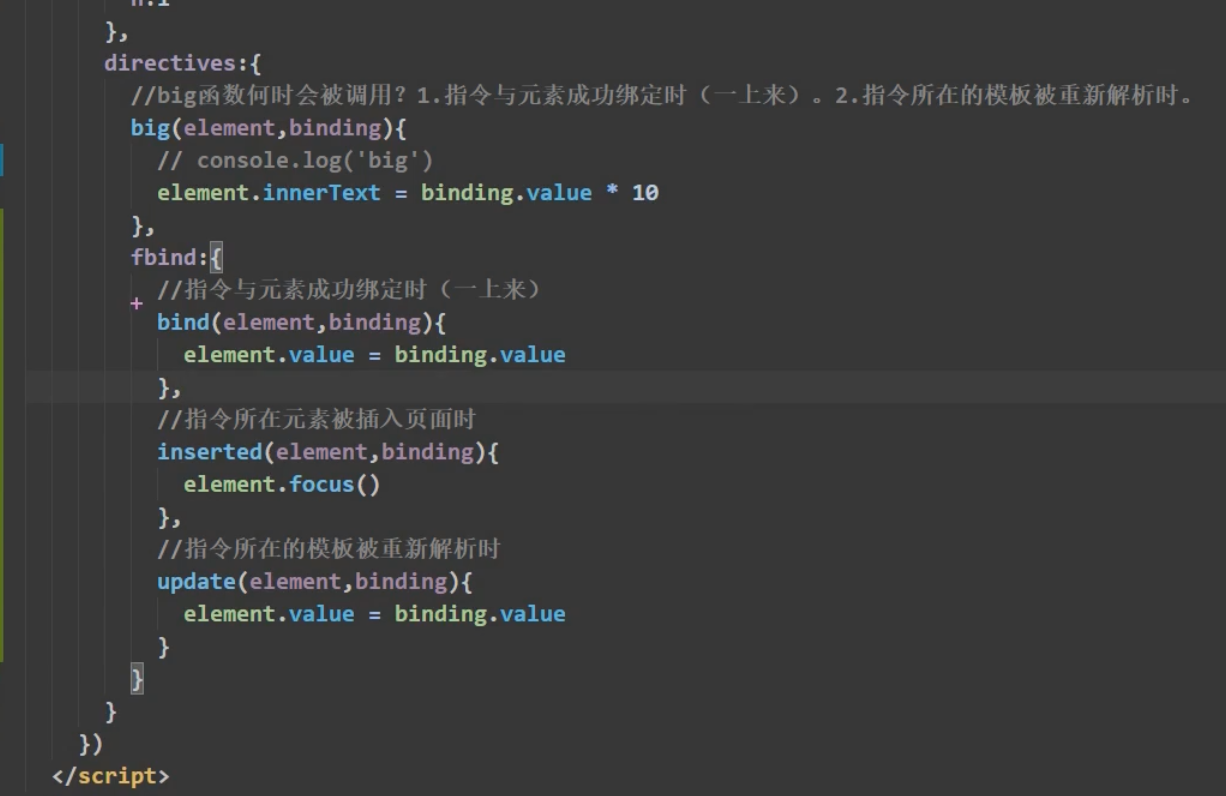 },
directives:{
//big函数何时会被调用？1.指令与元素成功绑定时（一上来）。2.指令所在的模板被重新解析时。
big(element,binding){
// console.log('big')
element.innerText = binding.value * 10
},
fbind:{
//指令与元素成功绑定时（一上来）
bind(element,binding){
element.value = binding.value
},
//指令所在元素被插入页面时
inserted(element,binding){
element.focus()
},
//指令所在的模板被重新解析时
update(element,binding){
element.value = binding.value
}
}
}
})
</script>